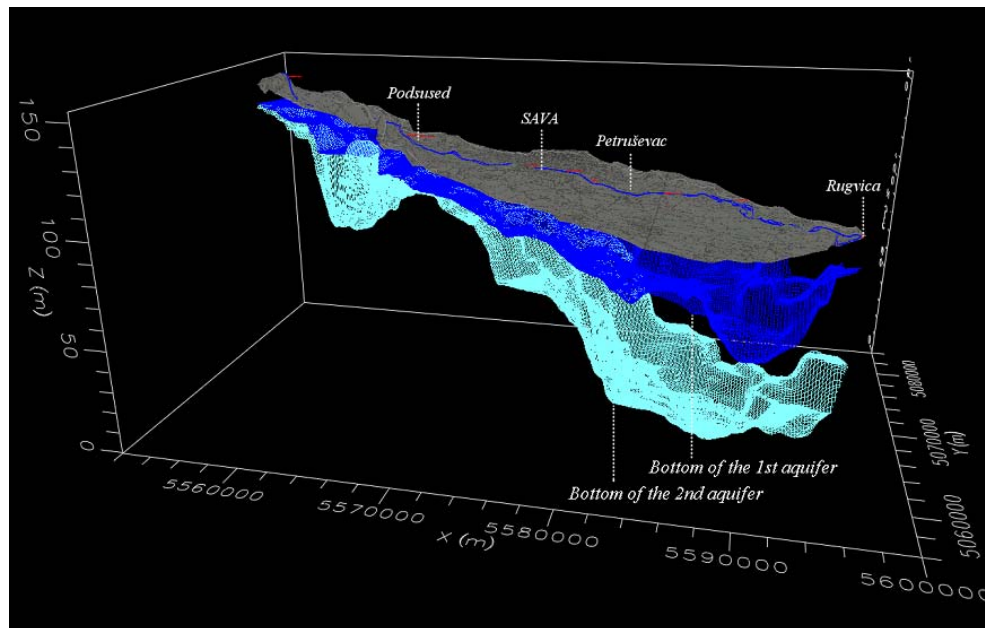 Podsused
SAVA
Petruševac
Rugvica
150
100
50
0
Z (m)
Bottom of the 1st aquifer
Bottom of the 2nd aquifer
5560000
5570000
5580000
5590000
5600000
X (m)
5080000
5070000
5060000
Y(m)